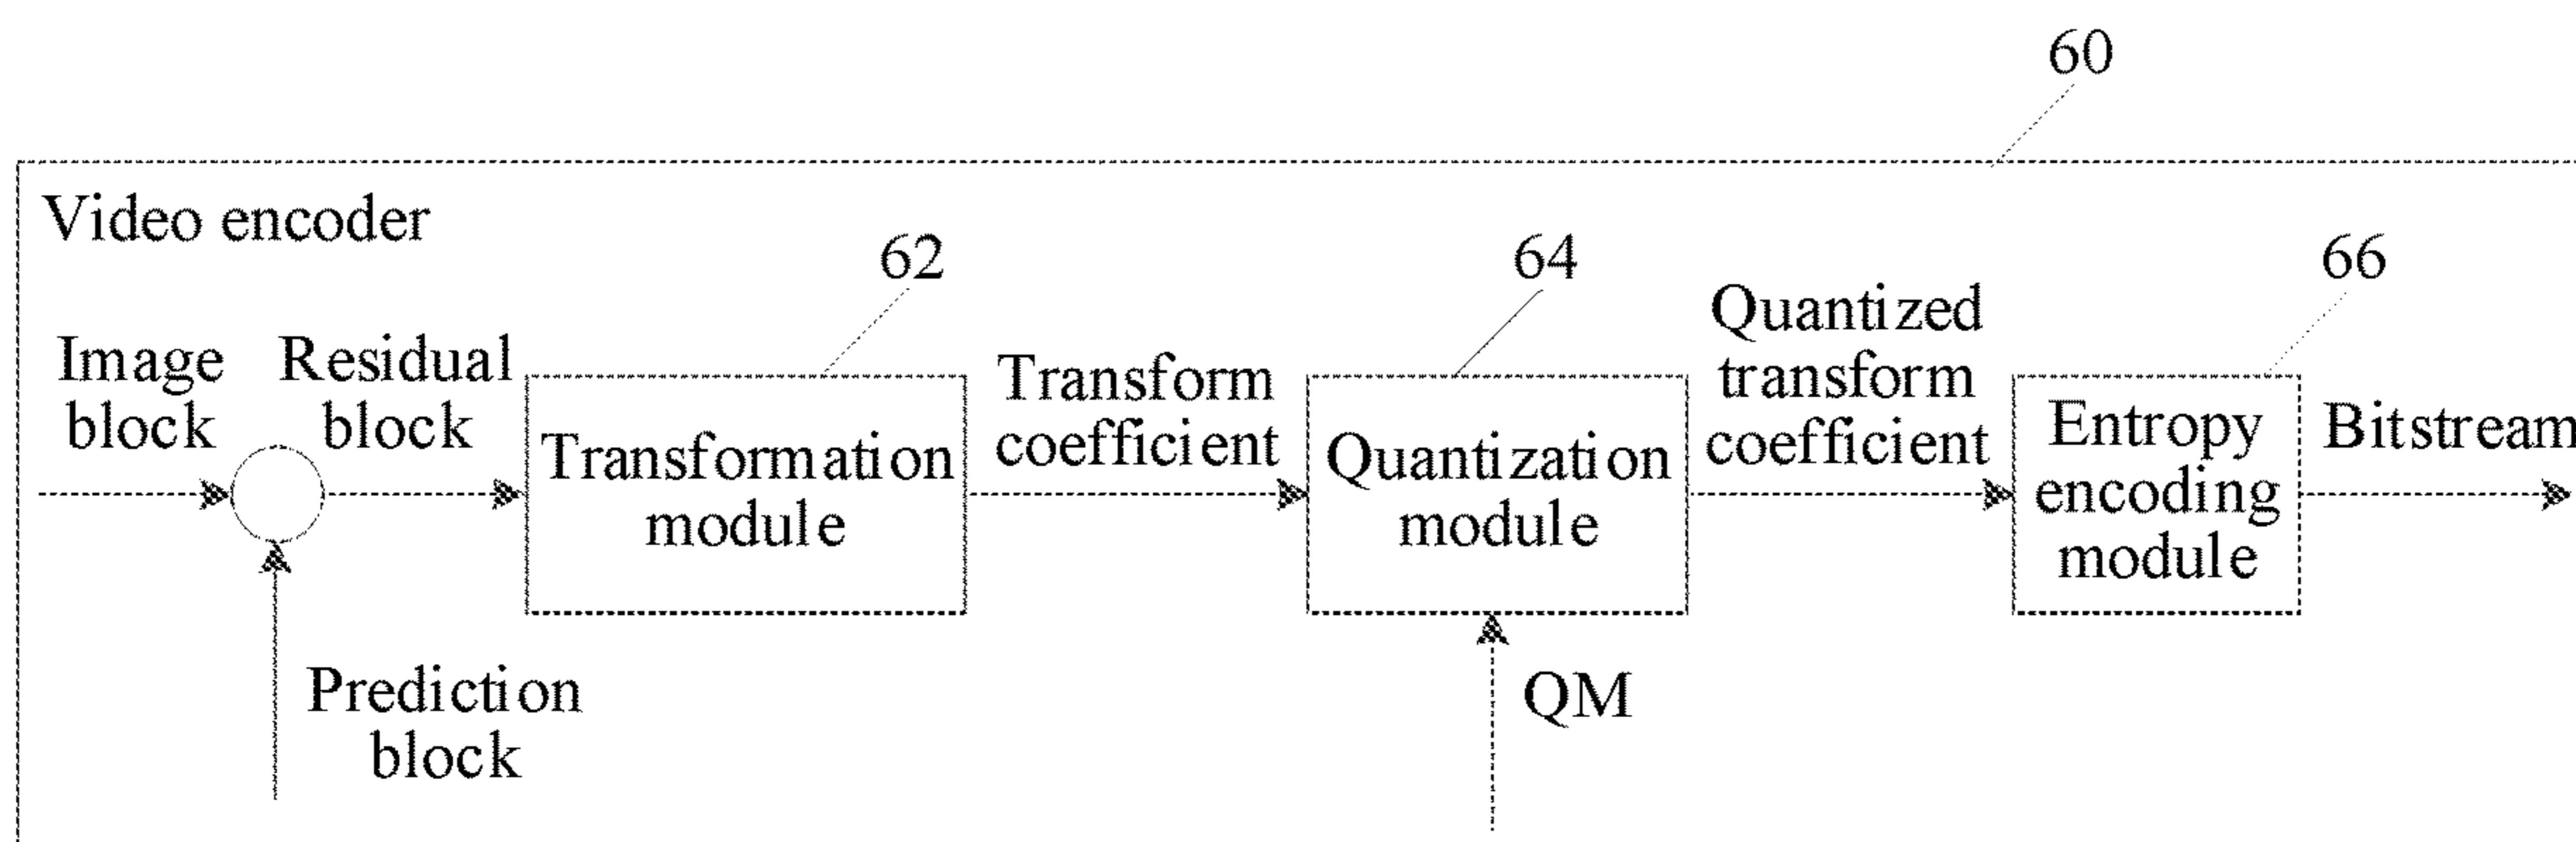 60
Video encoder
62
64
66
Image
block
Residual
block
Transformation
module
Transform
coefficient
Quantization
module
Quantized
transform
coefficient
Entropy
encoding
module
Bitstream
Prediction
block
QM